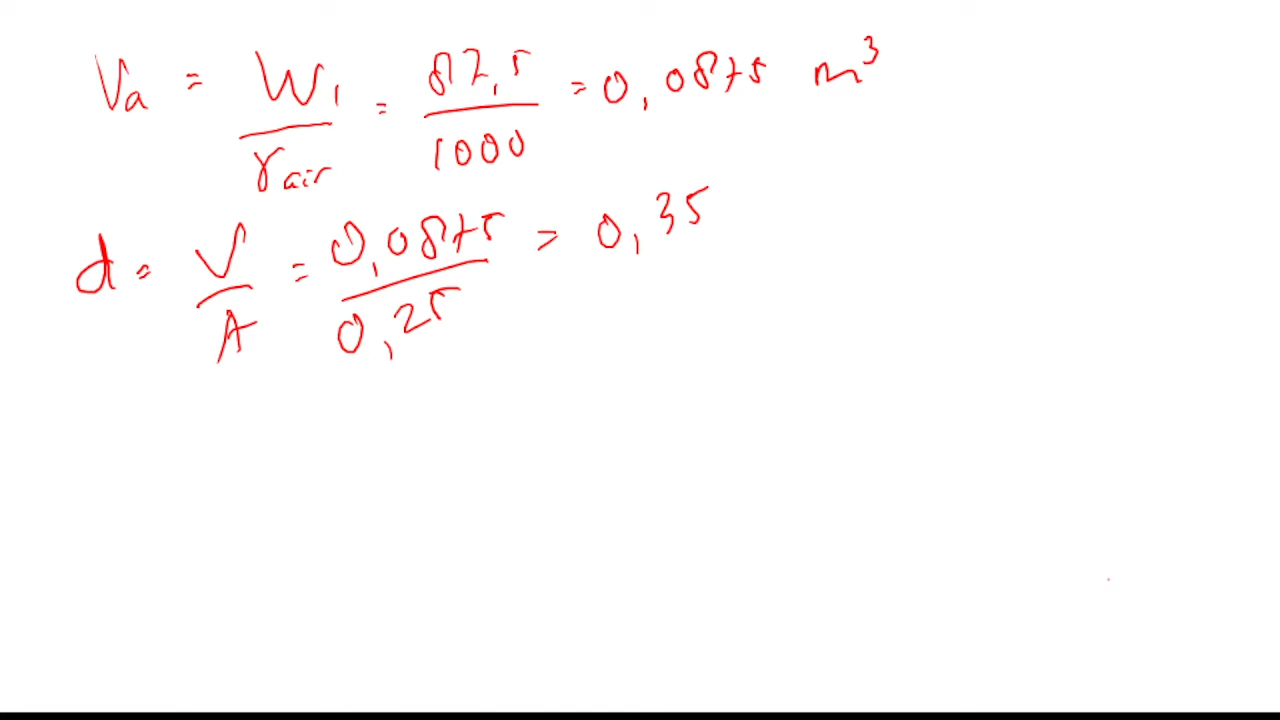 Va = W1 / γair = 87,5 / 1000 = 0,0875 m³
d = V / A = 0,0875 / 0,25 = 0,35